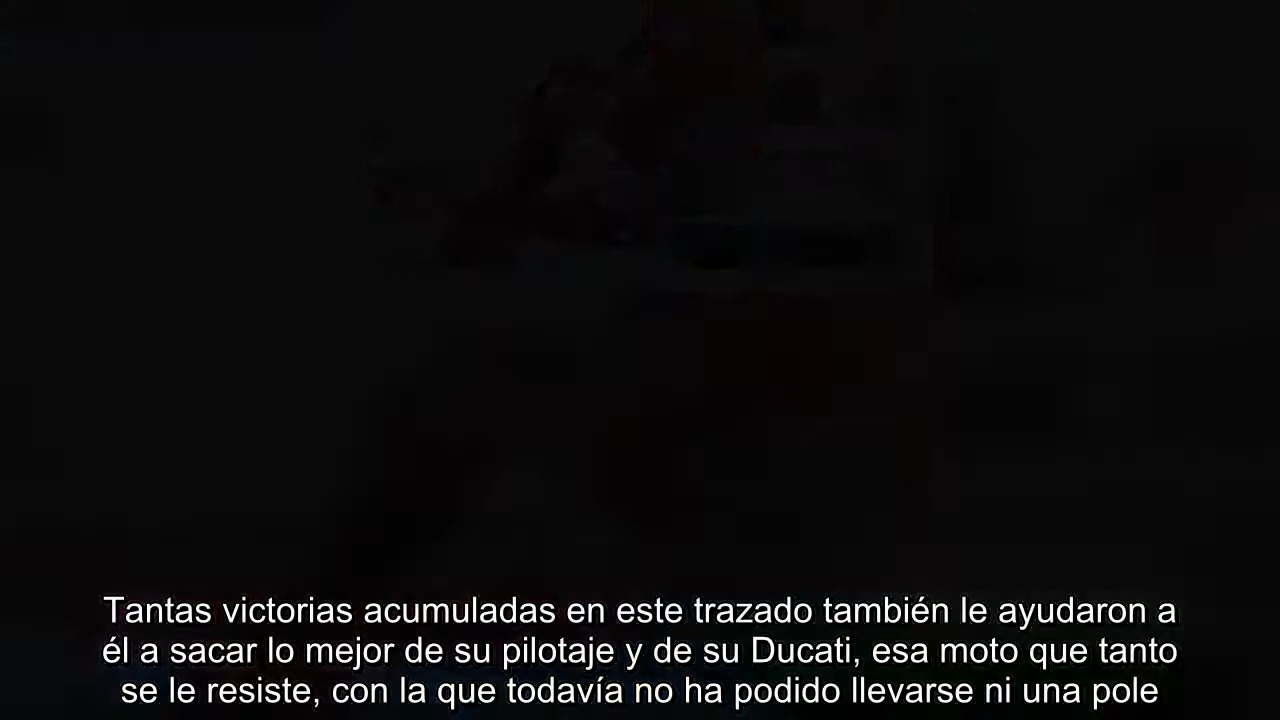 Tantas victorias acumuladas en este trazado también le ayudaron a
él a sacar lo mejor de su pilotaje y de su Ducati, esa moto que tanto
se le resiste, con la que todavía no ha podido llevarse ni una pole